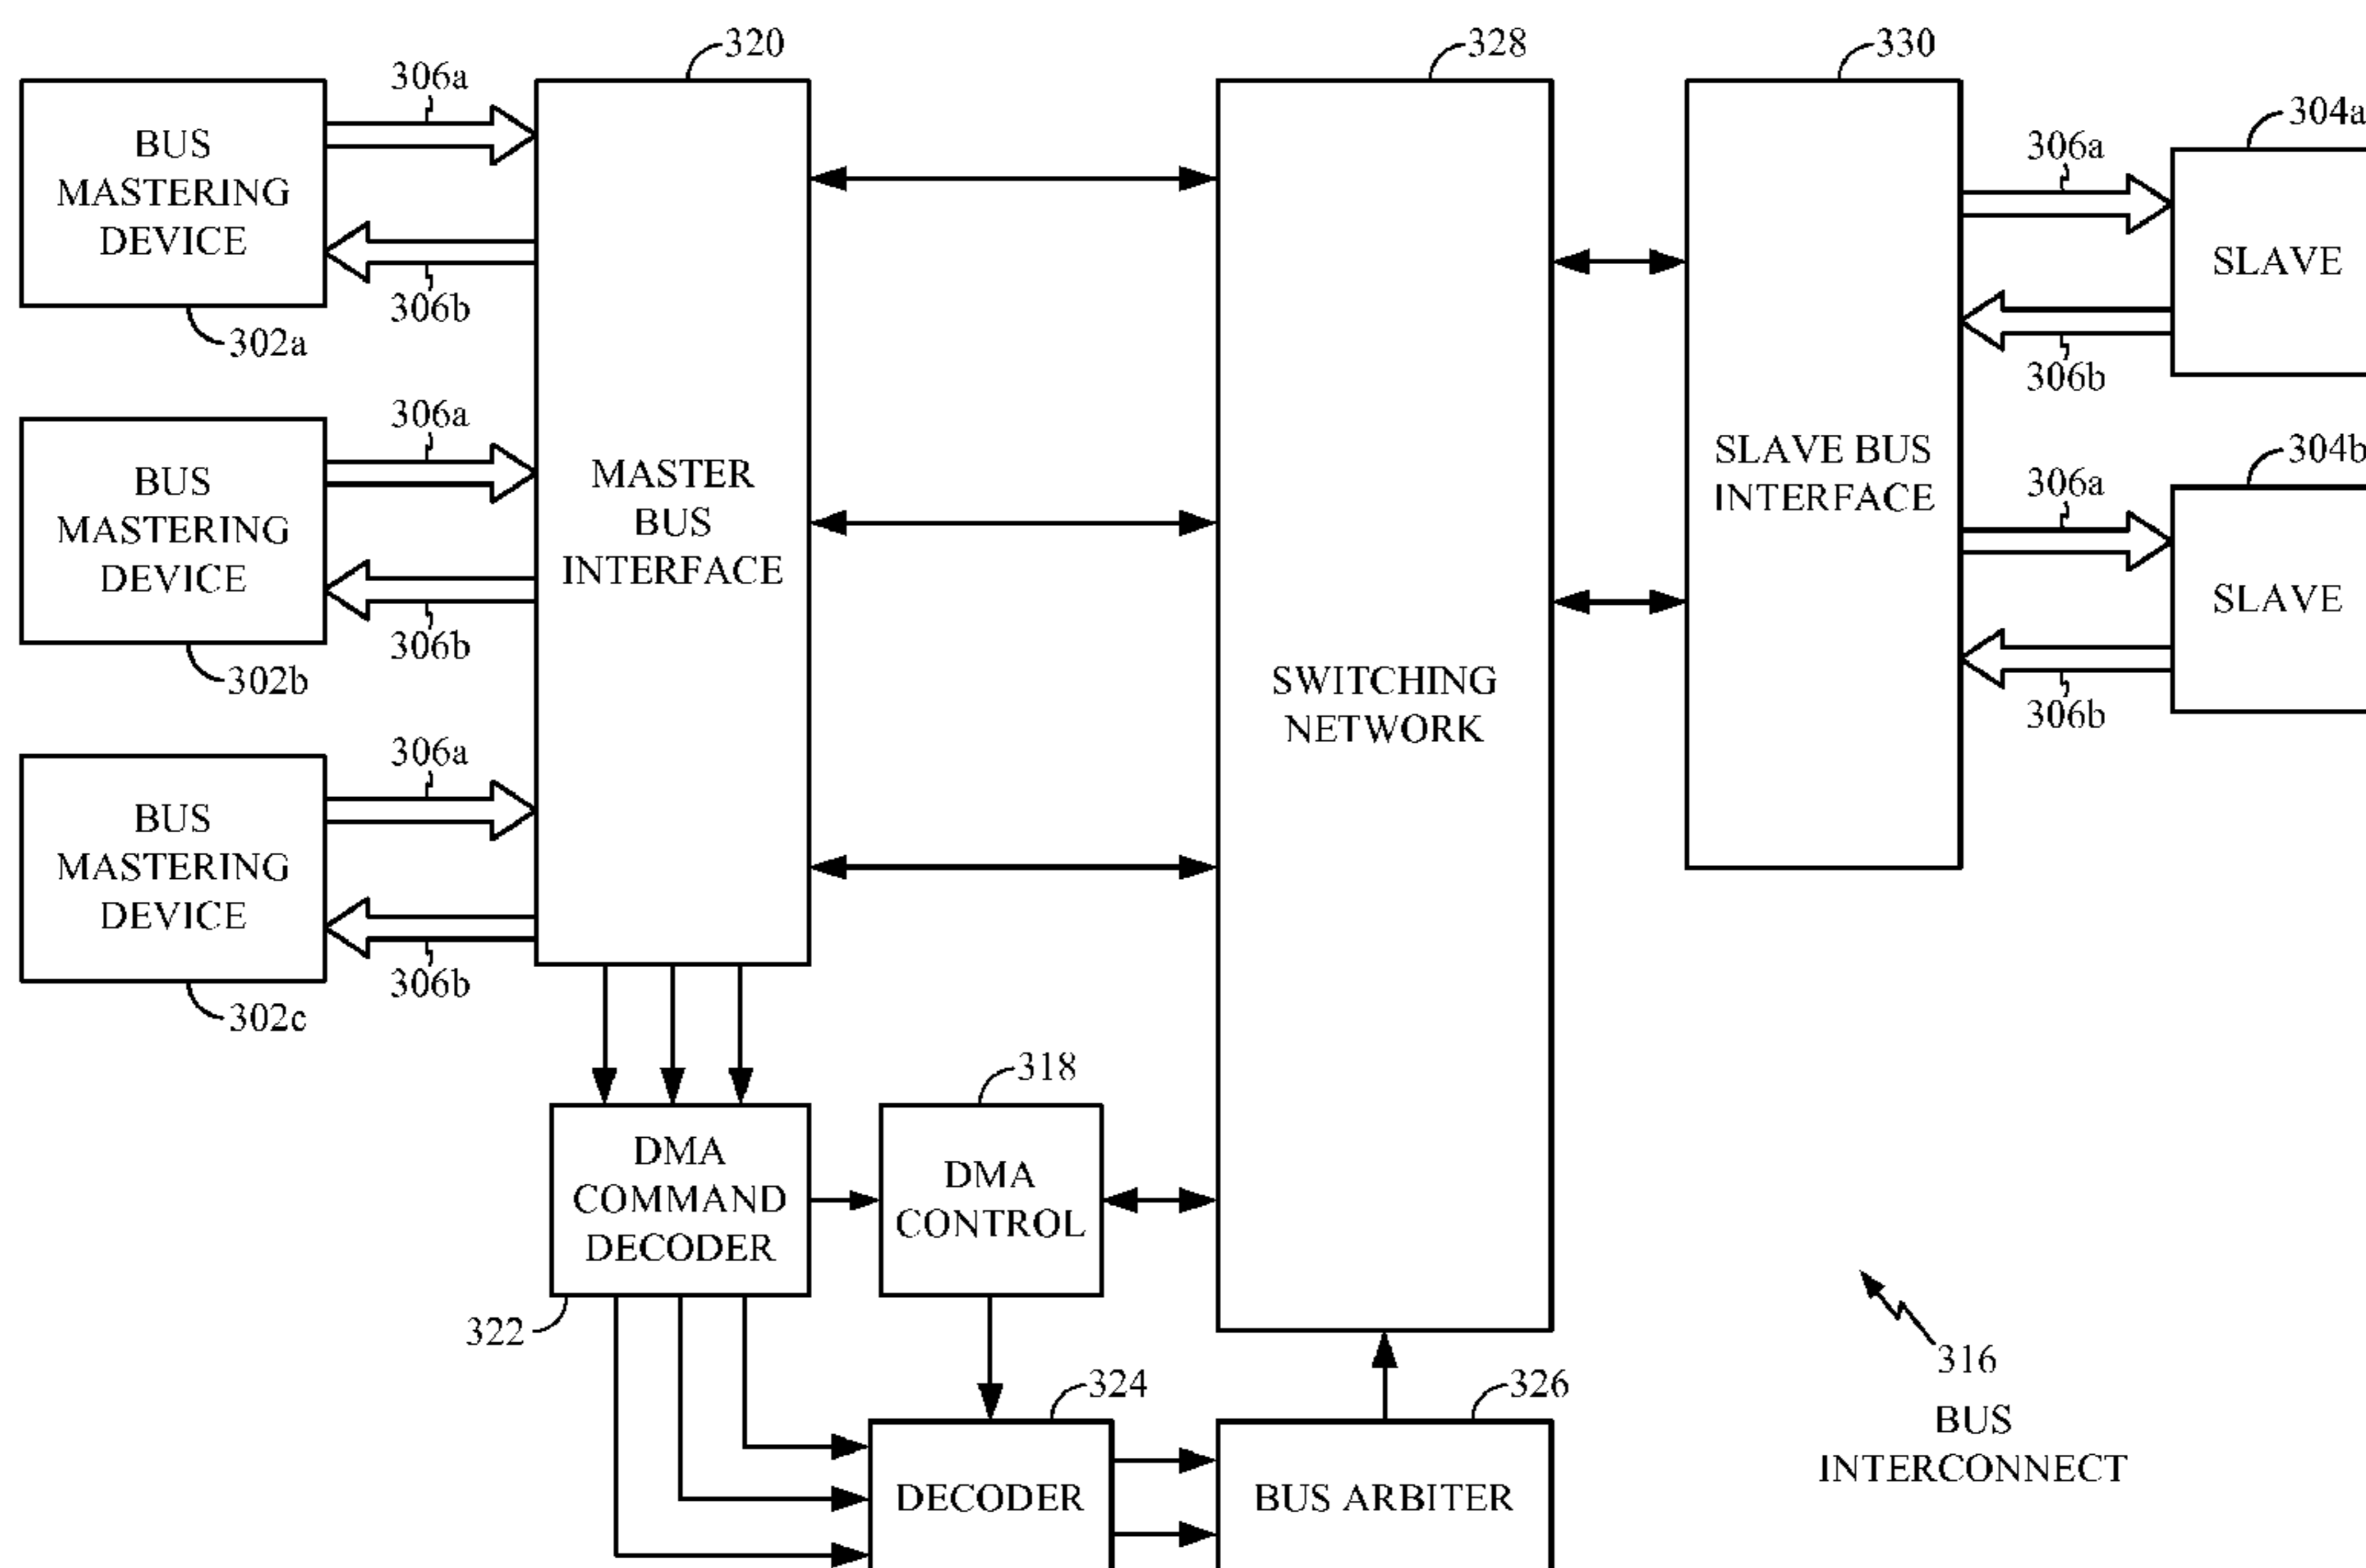 320
328
330
306a
304a
BUS
MASTERING
DEVICE
306a
SLAVE
306b
302a
306b
306a
304b
BUS
MASTERING
DEVICE
MASTER
BUS
INTERFACE
SLAVE BUS
INTERFACE
306a
SLAVE
306b
302b
SWITCHING
NETWORK
306b
306a
BUS
MASTERING
DEVICE
306b
302c
318
DMA
COMMAND
DECODER
DMA
CONTROL
322
316
BUS
INTERCONNECT
324
326
DECODER
BUS ARBITER